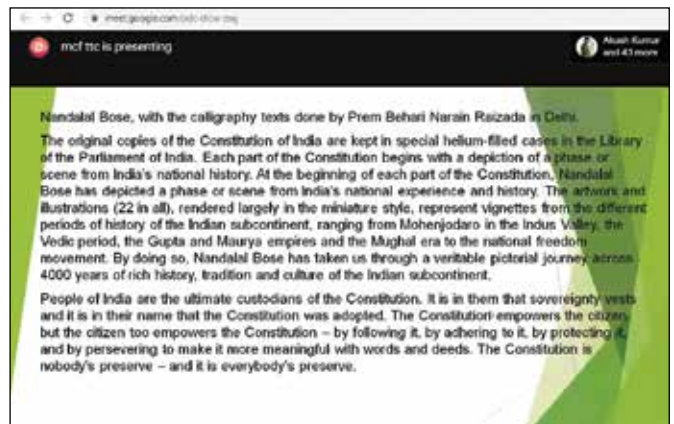 meet.google.com
mcf ttc is presenting
Akash Kumar
and 43 more
Nandalal Bose, with the calligraphy texts done by Prem Behari Narain Raizada in Delhi.
The original copies of the Constitution of India are kept in special helium-filled cases in the Library
of the Parliament of India. Each part of the Constitution begins with a depiction of a phase or
scene from India's national history. At the beginning of each part of the Constitution, Nandalal
Bose has depicted a phase or scene from India's national experience and history. The artwork and
illustrations (22 in all), rendered largely in the miniature style, represent vignettes from the different
periods of history of the Indian subcontinent, ranging from Mohenjodaro in the Indus Valley, the
Vedic period, the Gupta and Maurya empires and the Mughal era to the national freedom
movement. By doing so, Nandalal Bose has taken us through a veritable pictorial journey across
4000 years of rich history, tradition and culture of the Indian subcontinent.
People of India are the ultimate custodians of the Constitution. It is in them that sovereignty vests
and it is in their name that the Constitution was adopted. The Constitution empowers the citizen,
but the citizen too empowers the Constitution – by following it, by adhering to it, by protecting it,
and by persevering to make it more meaningful with words and deeds. The Constitution is
nobody's preserve – and it is everybody's preserve.